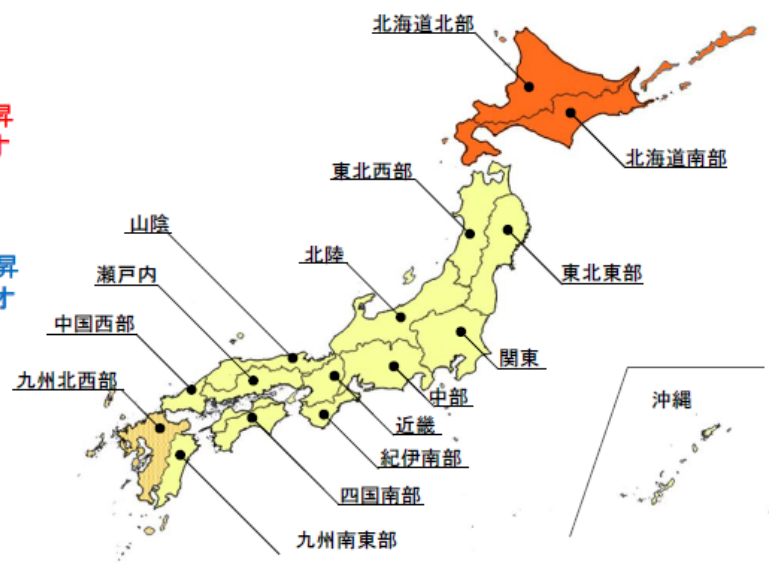 北海道北部
昇
北海道南部
東北西部
山陰
北陸
昇
瀬戸内
東北東部
中国西部
関東
九州北西部
中部
沖縄
近畿
紀伊南部
四国南部
九州南東部